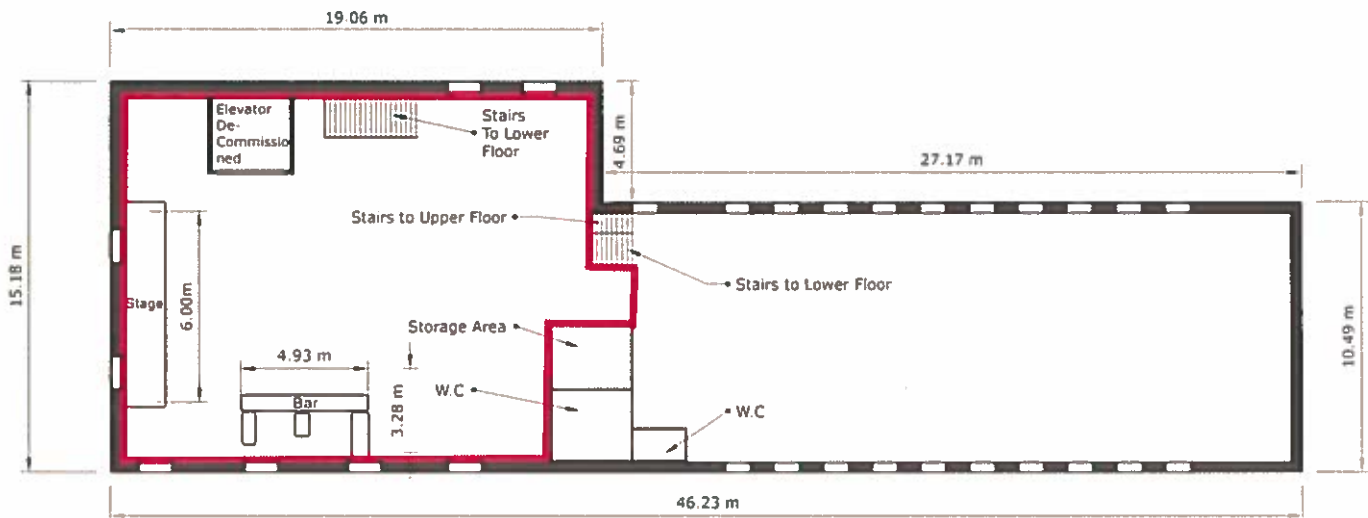 19.06 m
Elevator
De-
Commissio
ned
Stairs
To Lower
Floor
4.69 m
27.17 m
Stairs to Upper Floor
15.18 m
Stage
6.00m
Stairs to Lower Floor
Storage Area
10.49 m
4.93 m
Bar
3.28 m
W.C
W.C
46.23 m